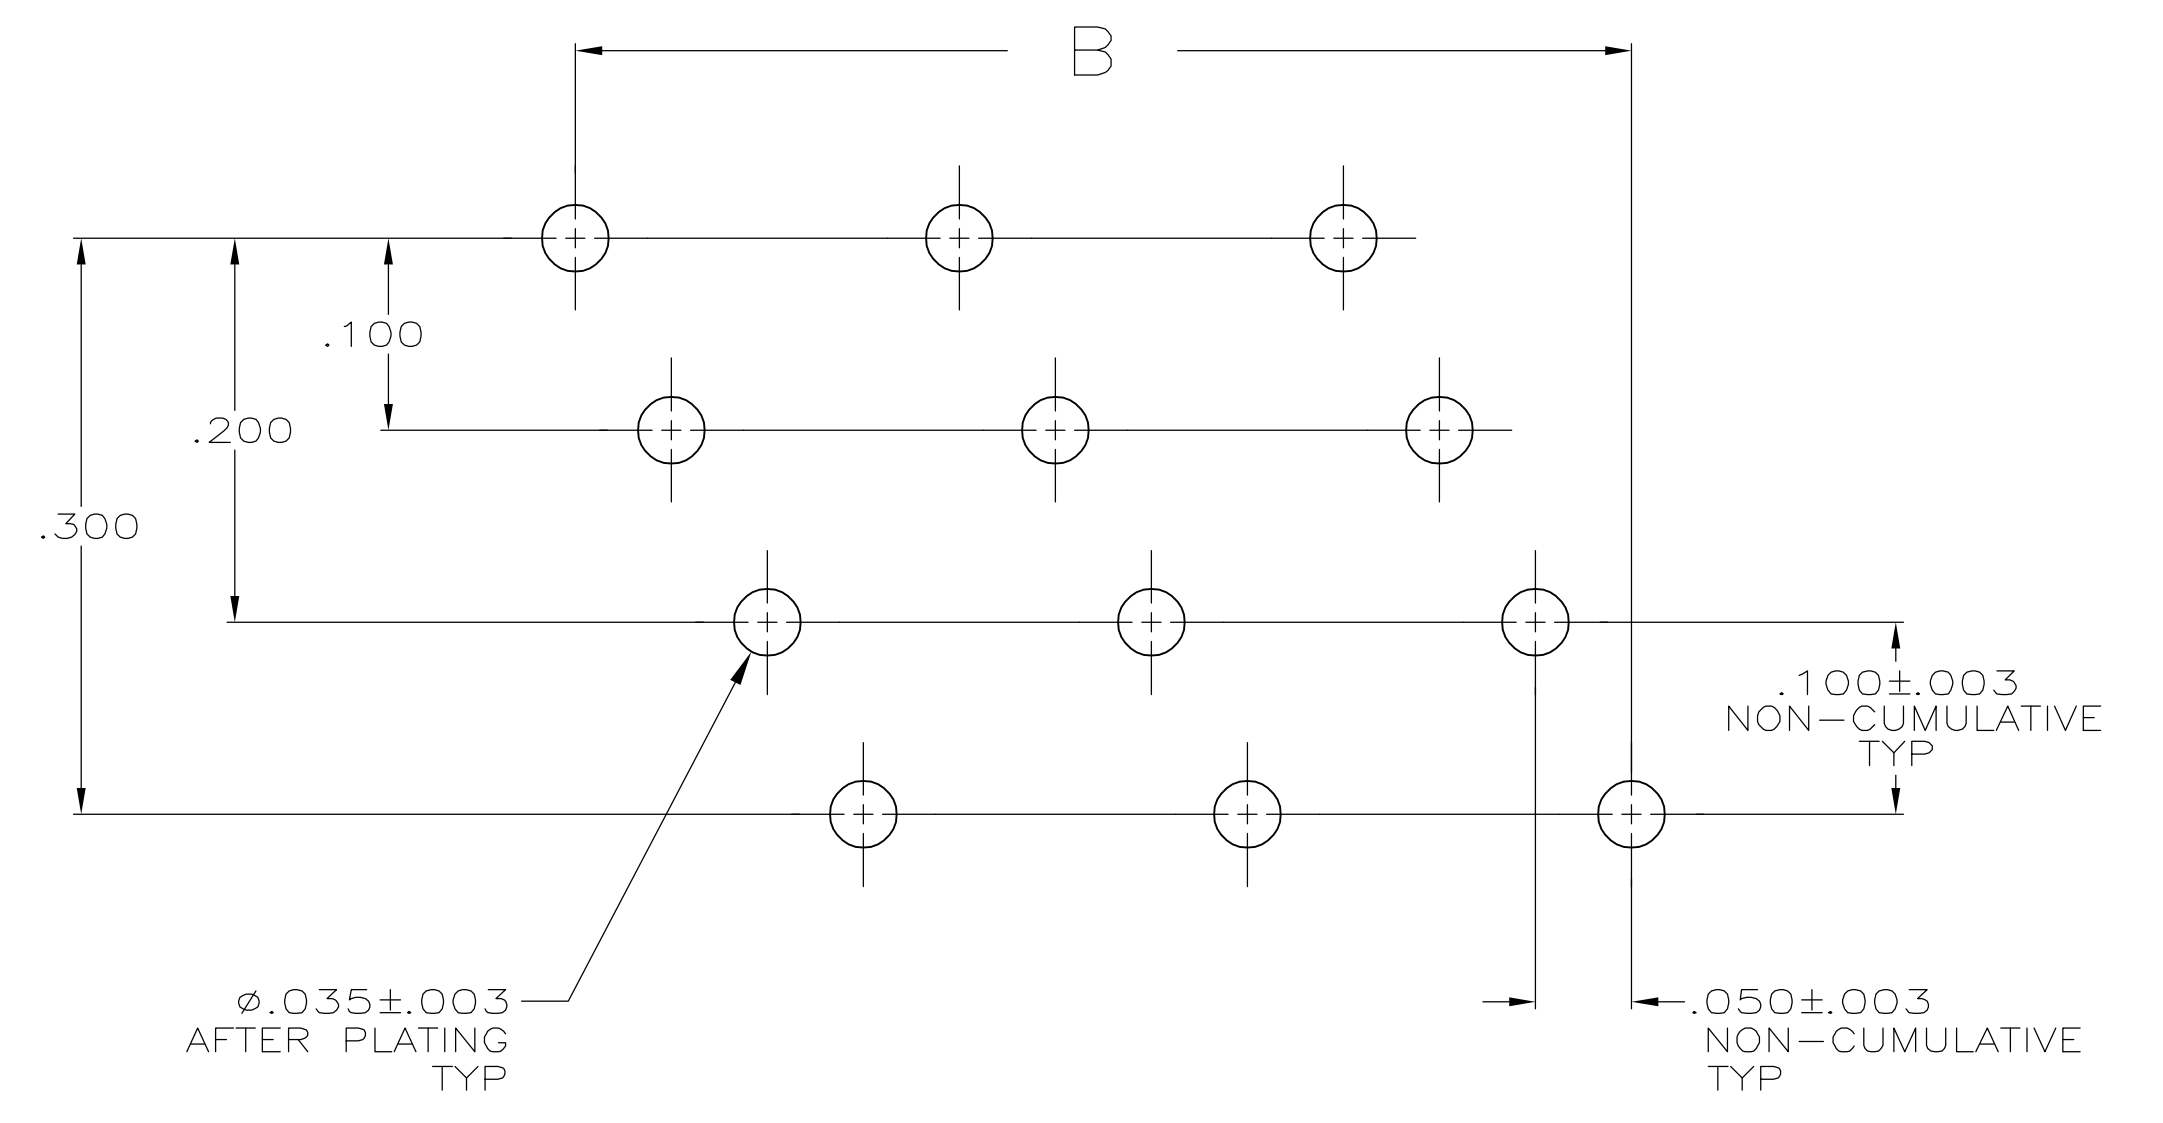 B
.100
.200
.300
.100±.003
NON-CUMULATIVE
TYP
ø.035±.003
AFTER PLATING
TYP
.050±.003
NON-CUMULATIVE
TYP